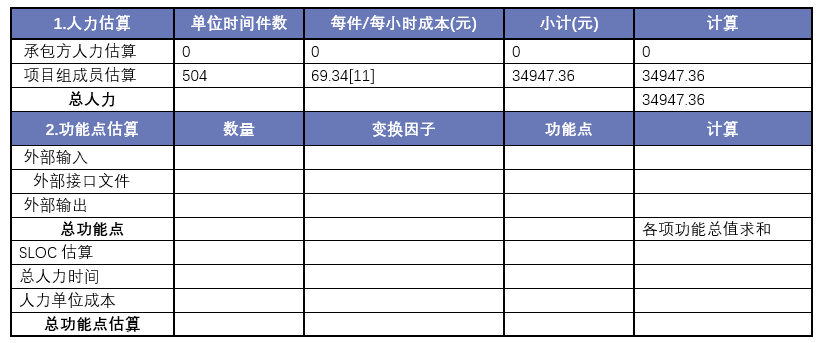 1.人力估算 单位时间件数 每件/每小时成本(元) 小计(元) 计算
承包方人力估算 0 0 0 0
项目组成员估算 504 69.34[11] 34947.36 34947.36
总人力 34947.36
2.功能点估算 数量 变换因子 功能点 计算
外部输入
外部接口文件
外部输出
总功能点 各项功能总值求和
SLOC 估算
总人力时间
人力单位成本
总功能点估算